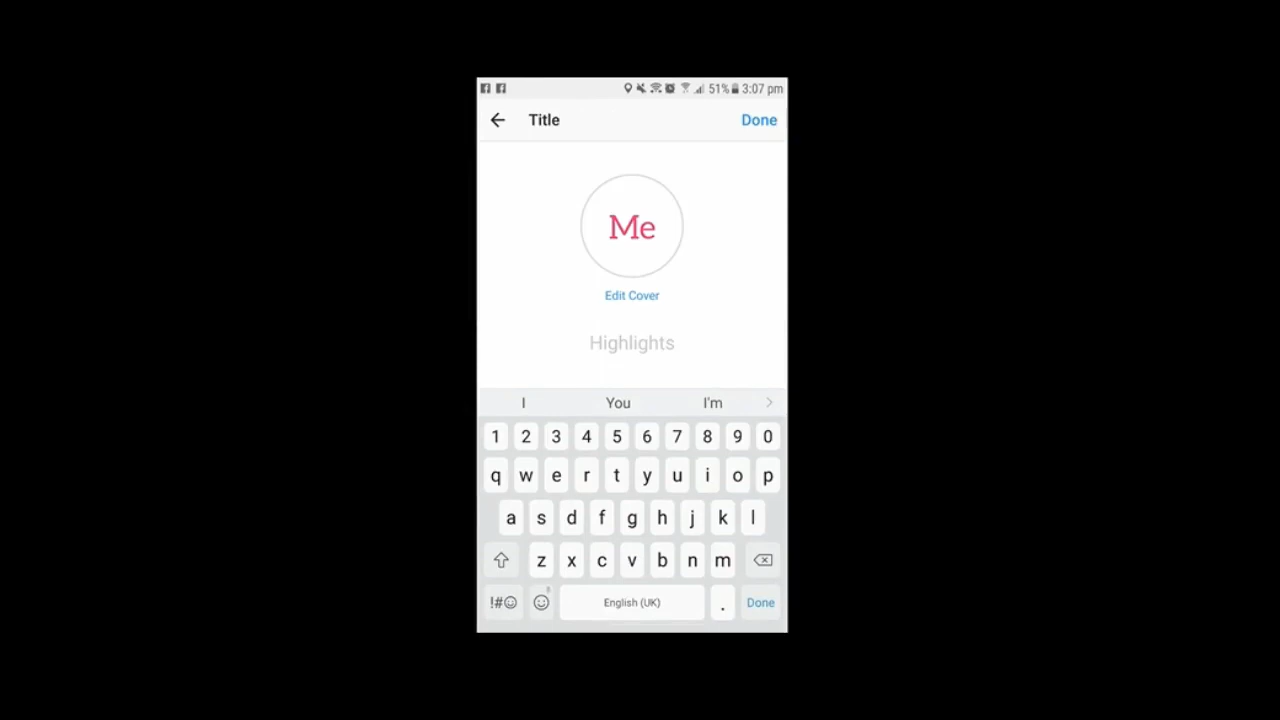 51% 3:07 pm
Title Done
Me
Edit Cover
Highlights
I You I'm
1 2 3 4 5 6 7 8 9 0
q w e r t y u i o p
a s d f g h j k l
z x c v b n m
!#☺ English (UK) . Done